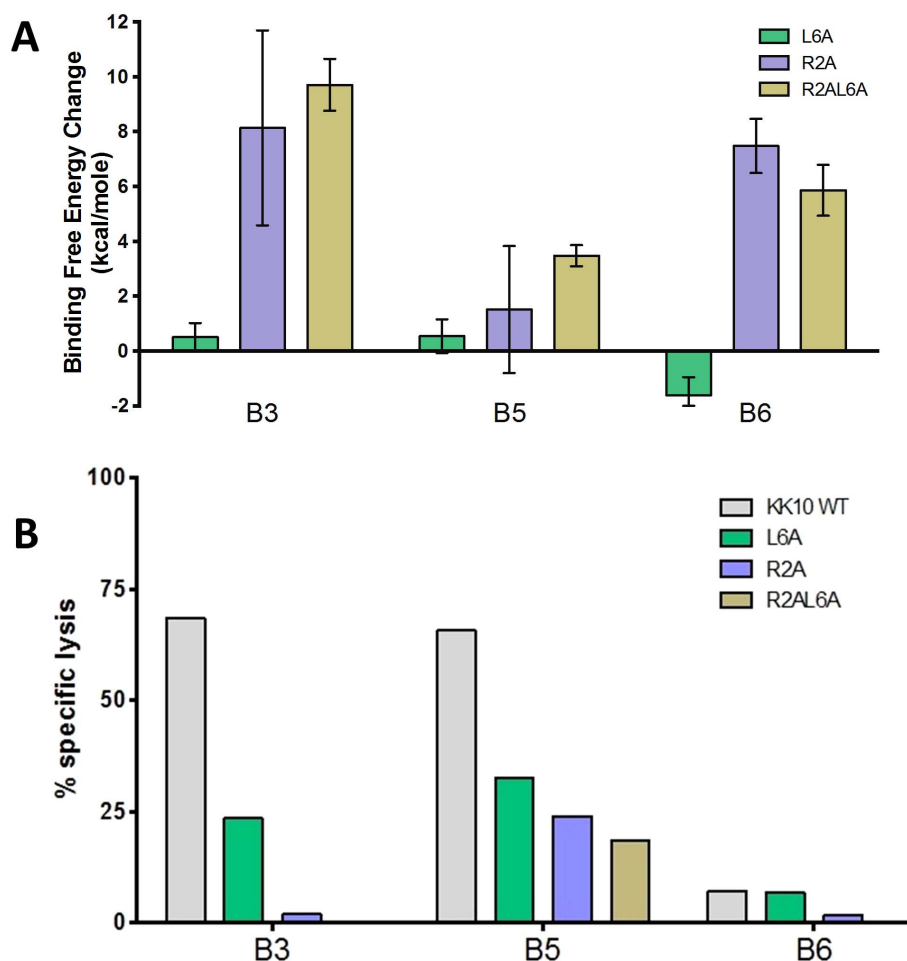 A
Binding Free Energy Change
(kcal/mole)
12
10
8
6
4
2
0
-2
L6A
R2A
R2AL6A
B3
B5
B6
B
% specific lysis
100
75
50
25
0
KK10 WT
L6A
R2A
R2AL6A
B3
B5
B6